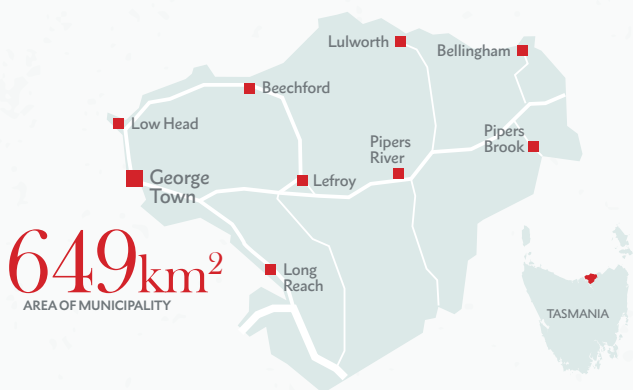 Lulworth
Bellingham
Beechford
Low Head
Pipers
River
Pipers
Brook
George
Town
Lefroy
649km²
AREA OF MUNICIPALITY
Long
Reach
TASMANIA